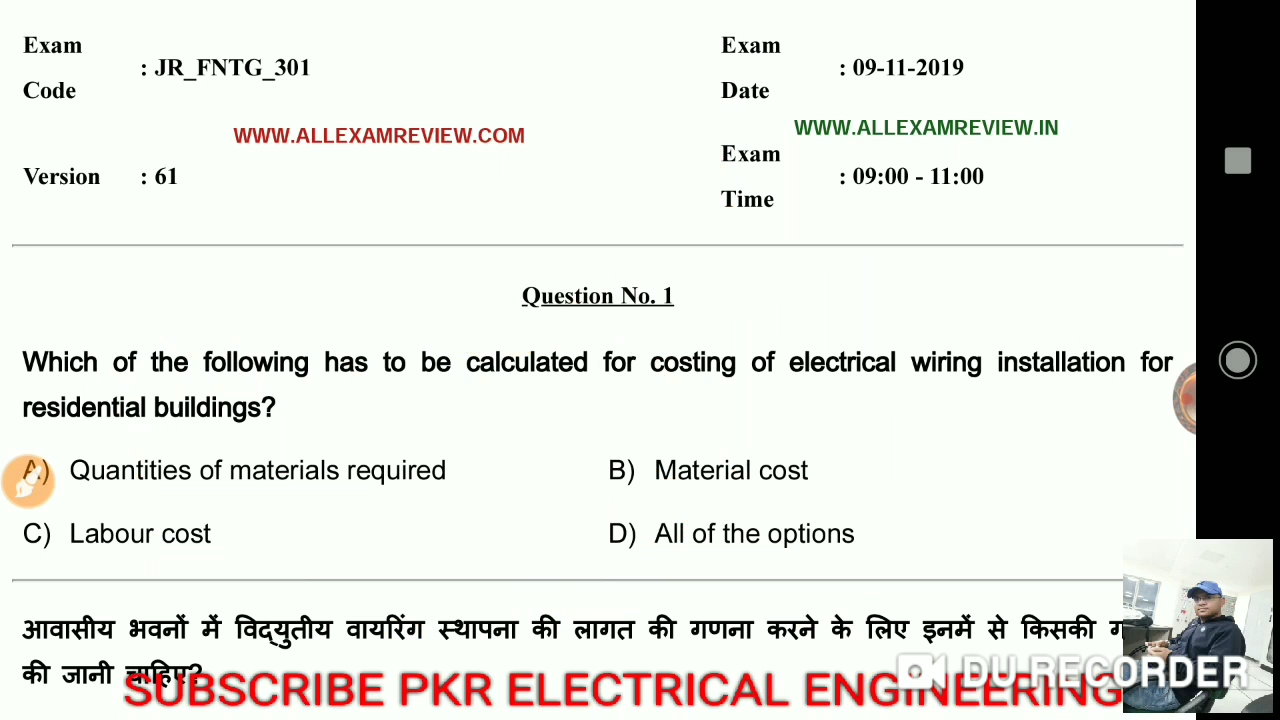 Exam
Code
: JR_FNTG_301
Exam
Date
: 09-11-2019
WWW.ALLEXAMREVIEW.COM
WWW.ALLEXAMREVIEW.IN
Version : 61
Exam
Time
: 09:00 - 11:00
Question No. 1
Which of the following has to be calculated for costing of electrical wiring installation for
residential buildings?
A) Quantities of materials required
B) Material cost
C) Labour cost
D) All of the options
आवासीय भवनों में विद्युतीय वायरिंग स्थापना की लागत की गणना करने के लिए इनमें से किसकी
की जानी चाहिए?
SUBSCRIBE PKR ELECTRICAL ENGINEERING
DU RECORDER